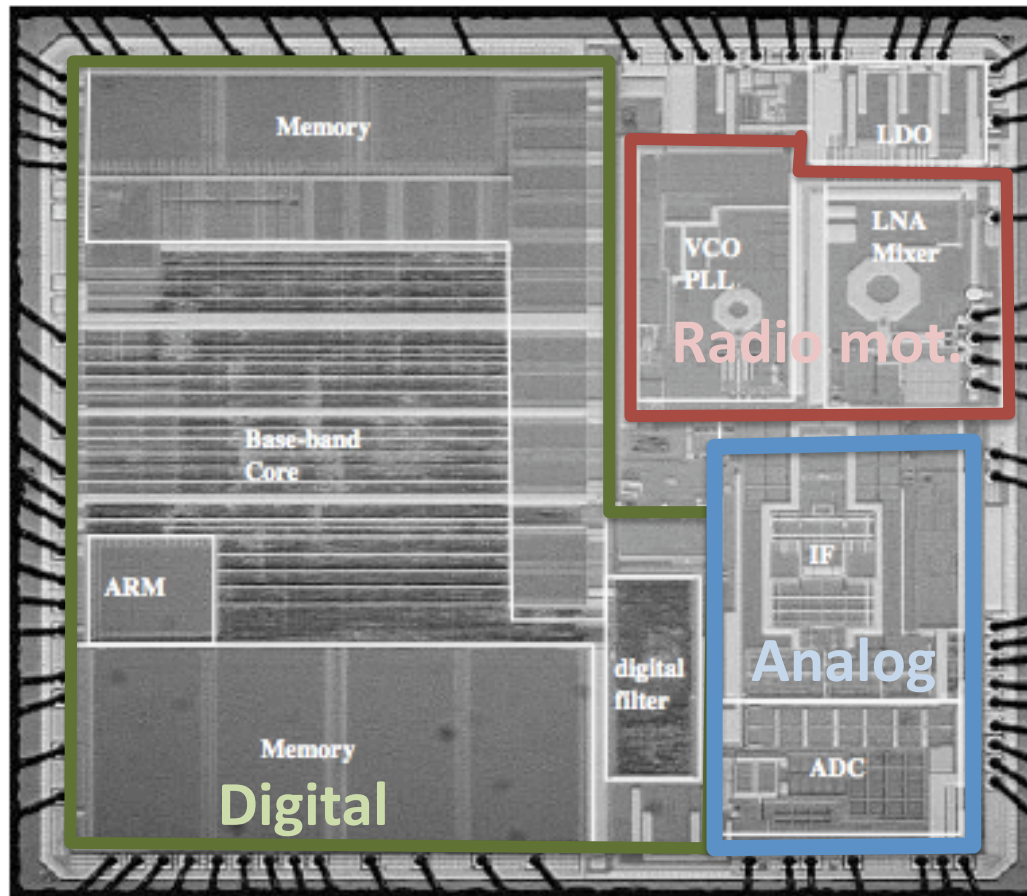 Memory
LDO
LNA
Mixer
VCO
PLL
Radio mot.
Base-band
Core
IF
ARM
Analog
digital
filter
Memory
ADC
Digital